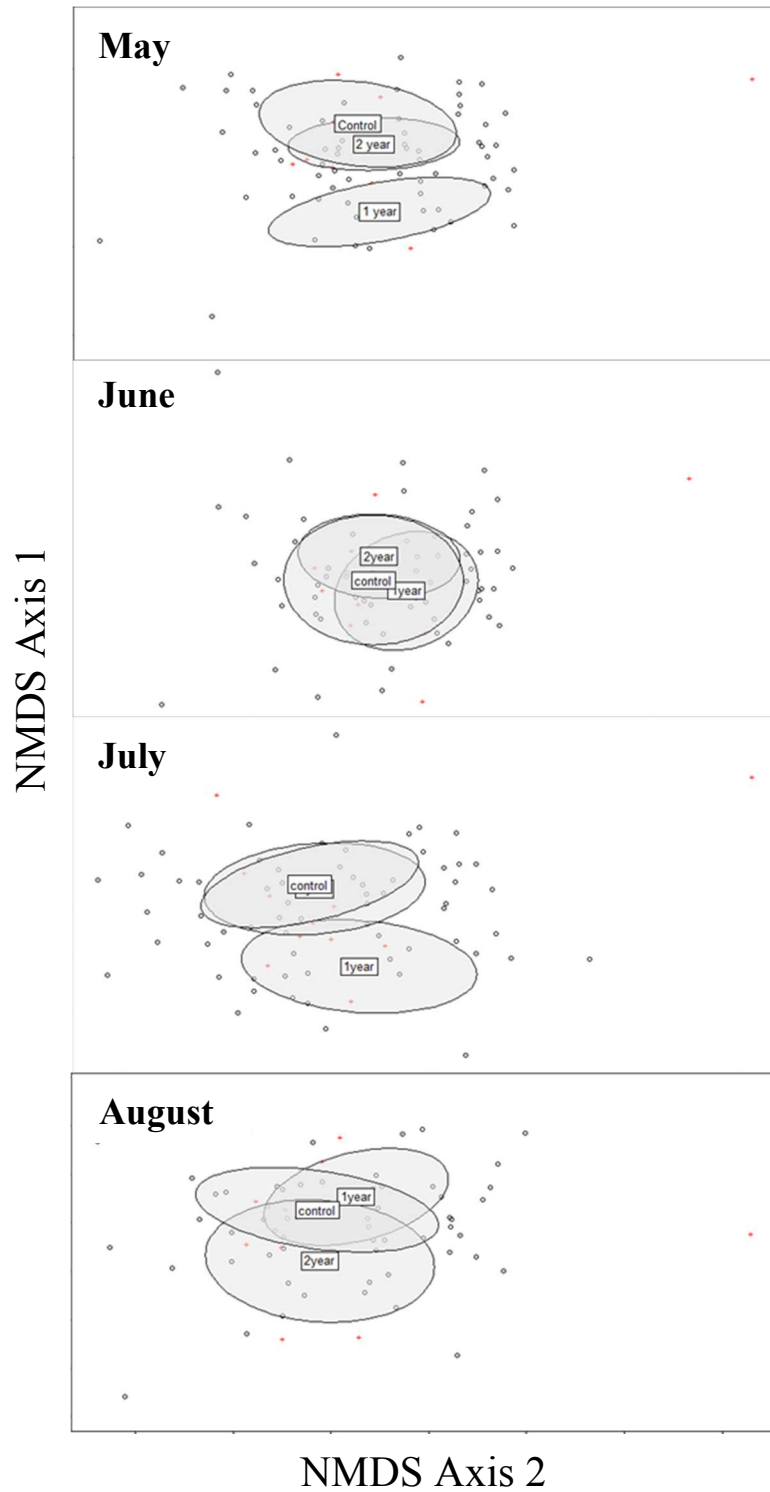 May
Control
2 year
1 year
June
2year
control
1year
NMDS Axis 1
July
control
1year
August
1year
control
2year
NMDS Axis 2